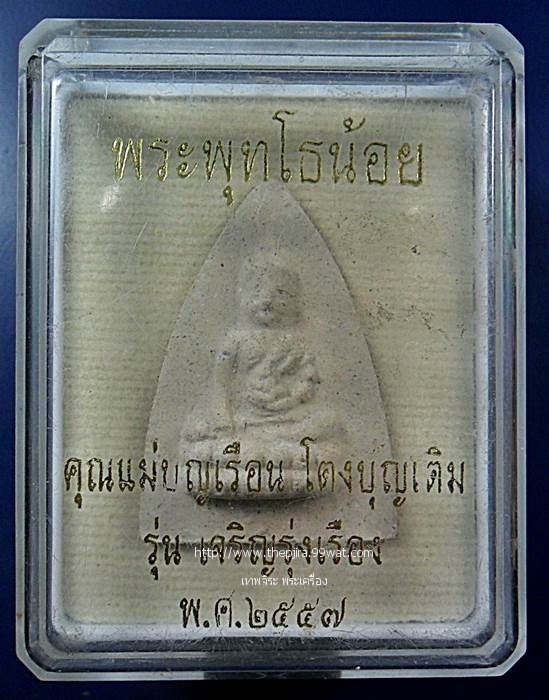 พระพุทโธน้อย
คุณแม่บุญเรือน โตงบุญเติม
รุ่น เจริญรุ่งเรือง
http://www.thepjira.99wat.com
เทพจิระ พระเครื่อง
พ.ศ.๒๕๕๗